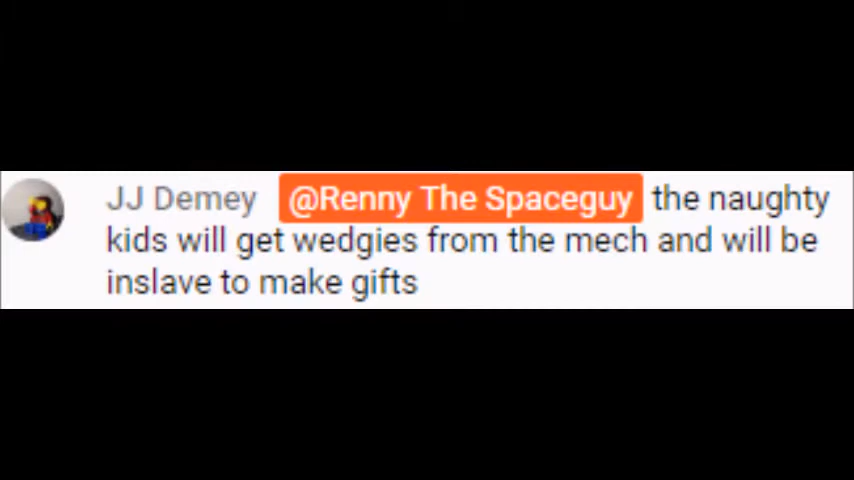 JJ Demey @Renny The Spaceguy the naughty
kids will get wedgies from the mech and will be
inslave to make gifts